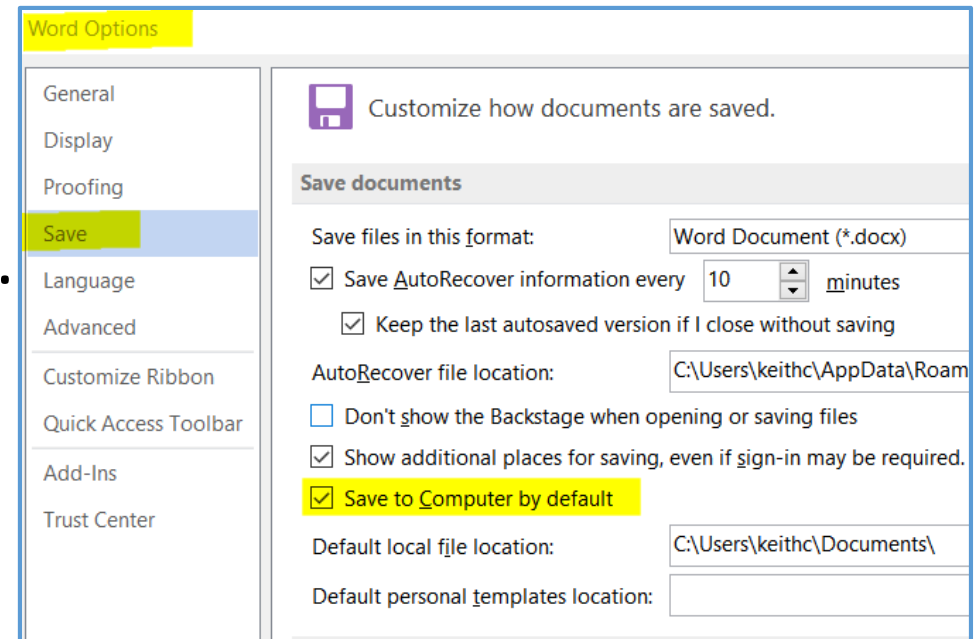 Word Options
General
Display
Proofing
Save
Language
Advanced
Customize Ribbon
Quick Access Toolbar
Add-Ins
Trust Center
Customize how documents are saved.
Save documents
Save files in this format: Word Document (*.docx)
Save AutoRecover information every 10 minutes
Keep the last autosaved version if I close without saving
AutoRecover file location: C:\Users\keithc\AppData\Roam
Don't show the Backstage when opening or saving files
Show additional places for saving, even if sign-in may be required.
Save to Computer by default
Default local file location: C:\Users\keithc\Documents\
Default personal templates location: